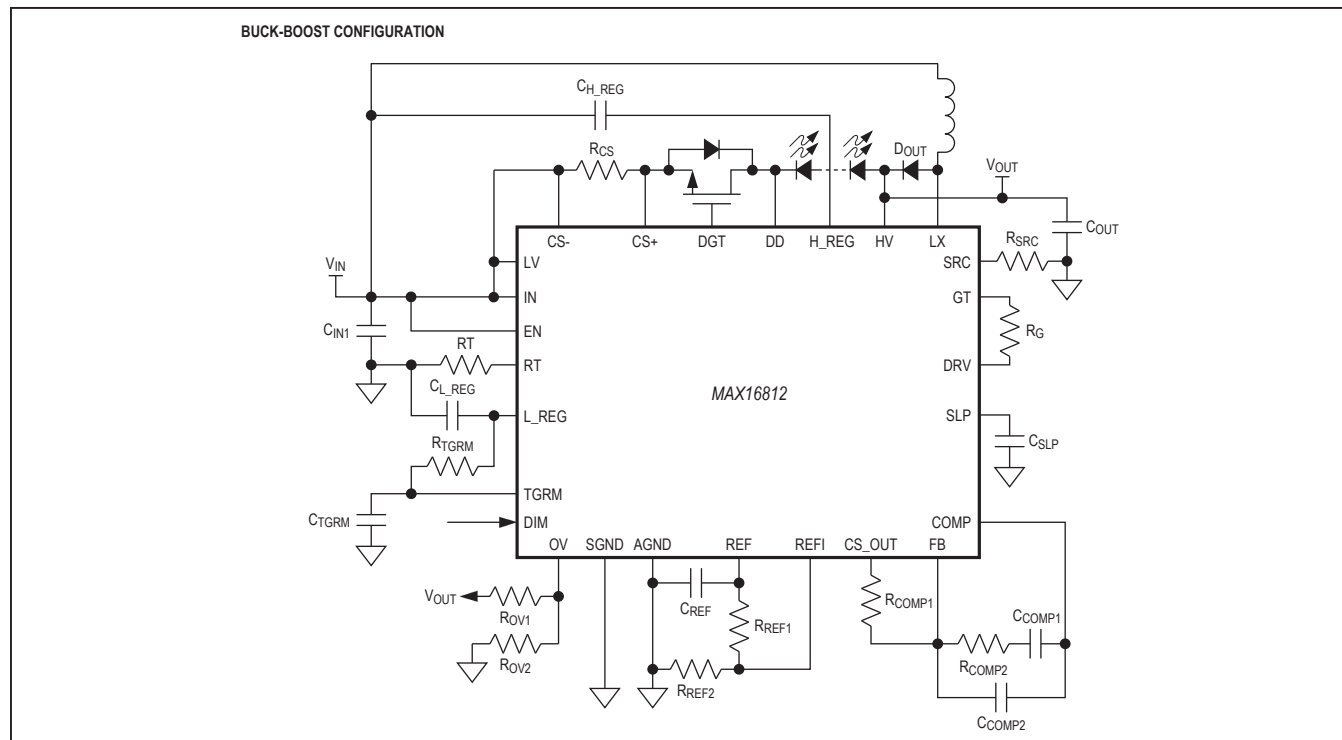 BUCK-BOOST CONFIGURATION
CH_REG
RCS
DOUT
VOUT
COUT
CS-
CS+
DGT
DD
H_REG
HV
LX
RSRC
VIN
LV
SRC
IN
GT
CIN1
EN
RG
RT
RT
DRV
CL_REG
MAX16812
L_REG
SLP
RTGRM
CSLP
TGRM
CTGRM
DIM
COMP
OV
SGND
AGND
REF
REFI
CS_OUT
FB
VOUT
ROV1
CREF
RCOMP1
CCOMP1
RREF1
ROV2
RREF2
RCOMP2
CCOMP2